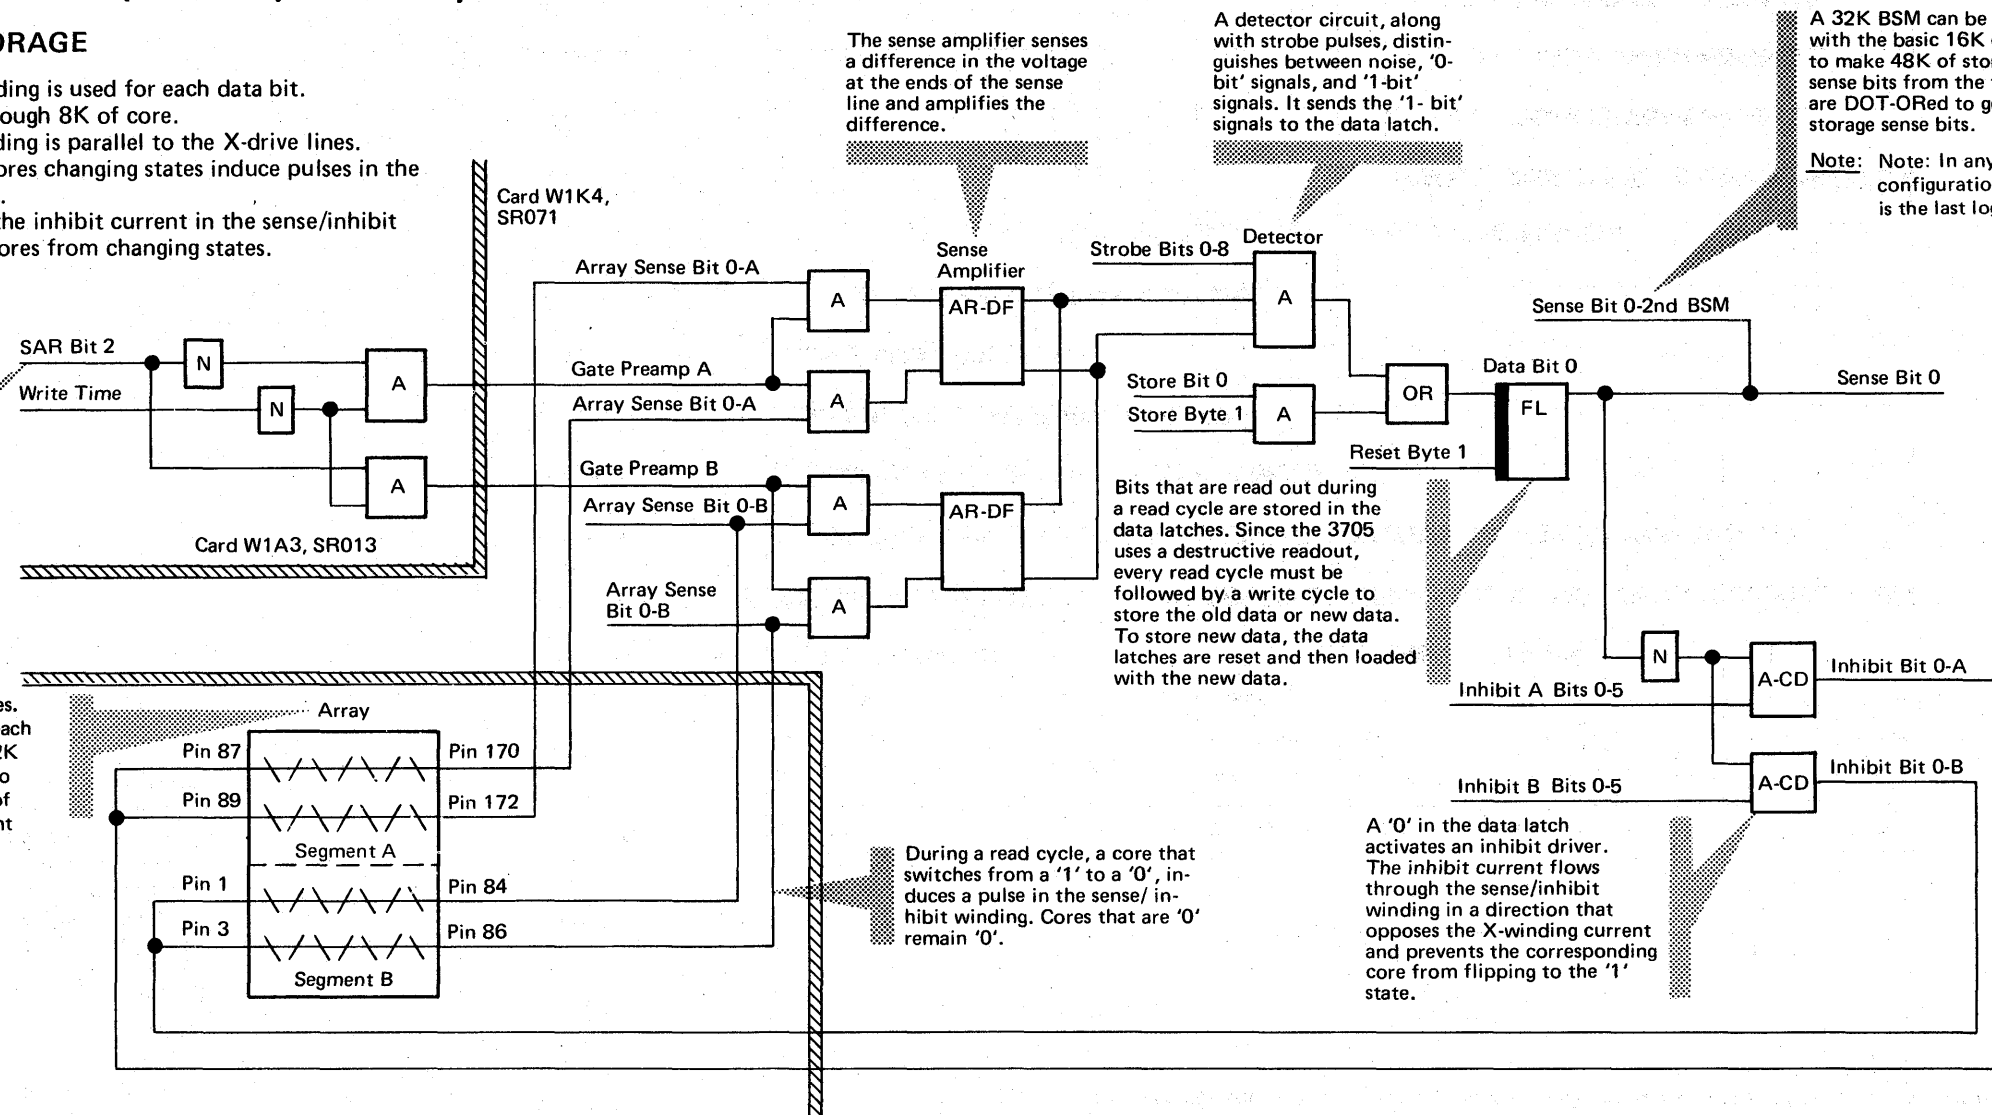 ORAGE
ding is used for each data bit.
ough 8K of core.
ding is parallel to the X-drive lines.
ores changing states induce pulses in the
.
the inhibit current in the sense/inhibit
ores from changing states.
Card W1K4,
SR071
The sense amplifier senses
a difference in the voltage
at the ends of the sense
line and amplifies the
difference.
A detector circuit, along
with strobe pulses, distin-
guishes between noise, '0-
bit' signals, and '1-bit'
signals. It sends the '1- bit'
signals to the data latch.
A 32K BSM can be
with the basic 16K
to make 48K of sto
sense bits from the
are DOT-ORed to g
storage sense bits.
Note: Note: In any
configuratio
is the last lo
SAR Bit 2
Write Time
N
N
A
A
Card W1A3, SR013
Array Sense Bit 0-A
Gate Preamp A
Array Sense Bit 0-A
Gate Preamp B
Array Sense Bit 0-B
Array Sense
Bit 0-B
A
A
A
A
Sense
Amplifier
AR-DF
AR-DF
Strobe Bits 0-8
Detector
A
Store Bit 0
Store Byte 1
A
OR
Data Bit 0
FL
Reset Byte 1
Sense Bit 0-2nd BSM
Sense Bit 0
Bits that are read out during
a read cycle are stored in the
data latches. Since the 3705
uses a destructive readout,
every read cycle must be
followed by a write cycle to
store the old data or new data.
To store new data, the data
latches are reset and then loaded
with the new data.
N
A-CD
Inhibit Bit 0-A
Inhibit A Bits 0-5
A-CD
Inhibit Bit 0-B
Inhibit B Bits 0-5
A '0' in the data latch
activates an inhibit driver.
The inhibit current flows
through the sense/inhibit
winding in a direction that
opposes the X-winding current
and prevents the corresponding
core from flipping to the '1'
state.
es.
ach
2K
o
of
nt
Array
Pin 87
Pin 170
Pin 89
Pin 172
Segment A
Pin 1
Pin 84
Pin 3
Pin 86
Segment B
During a read cycle, a core that
switches from a '1' to a '0', in-
duces a pulse in the sense/ in-
hibit winding. Cores that are '0'
remain '0'.